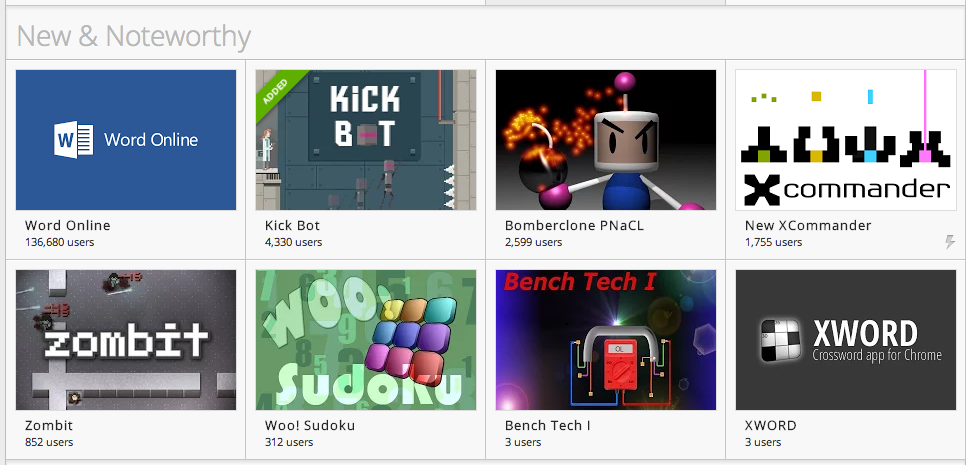 New & Noteworthy
W Word Online
ADDED
KICK
BOT
Xcommander
Word Online
136,680 users
Kick Bot
4,330 users
Bomberclone PNaCL
2,599 users
New XCommander
1,755 users
zombit
Woo!
Sudoku
Bench Tech I
OL
XWORD
Crossword app for Chrome
Zombit
852 users
Woo! Sudoku
312 users
Bench Tech I
3 users
XWORD
3 users